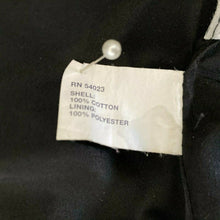 RN 54023
SHELL:
100% COTTON
LINING:
100% POLYESTER